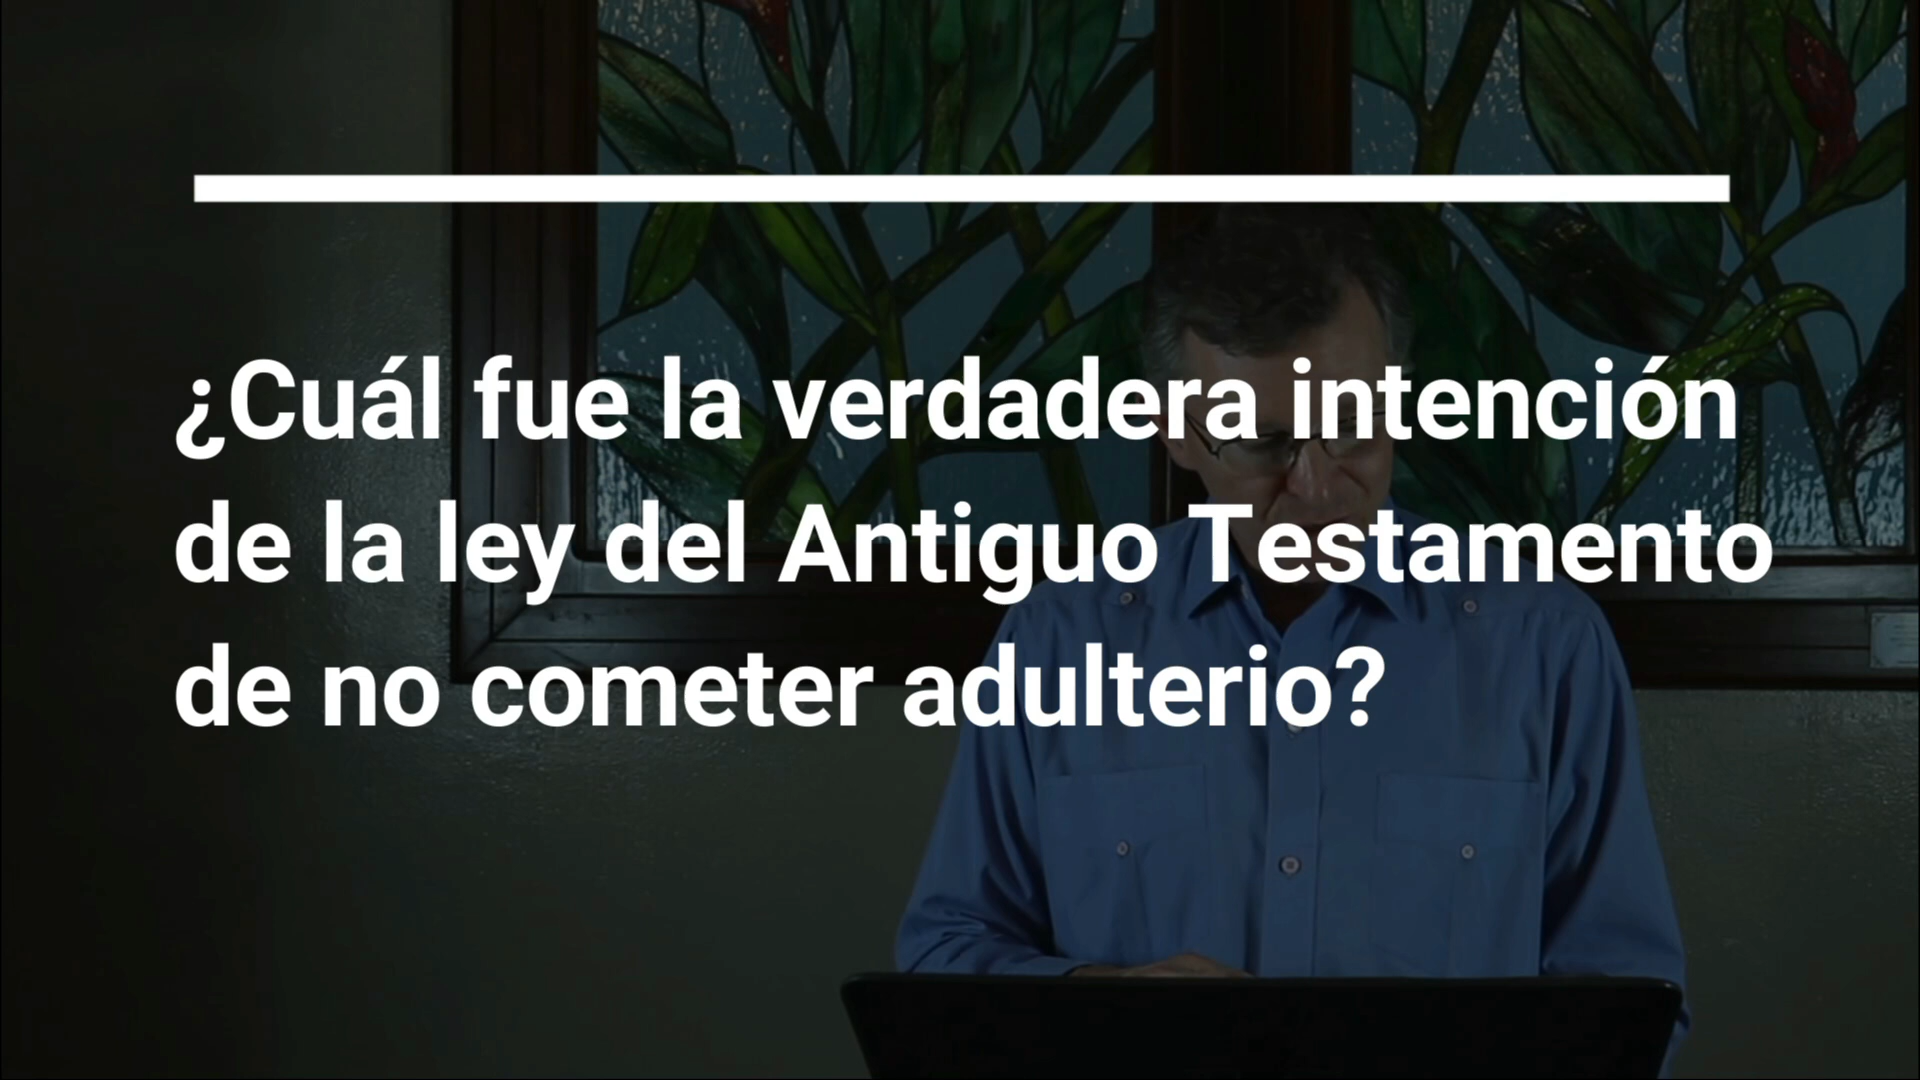 ¿Cuál fue la verdadera intención
de la ley del Antiguo Testamento
de no cometer adulterio?